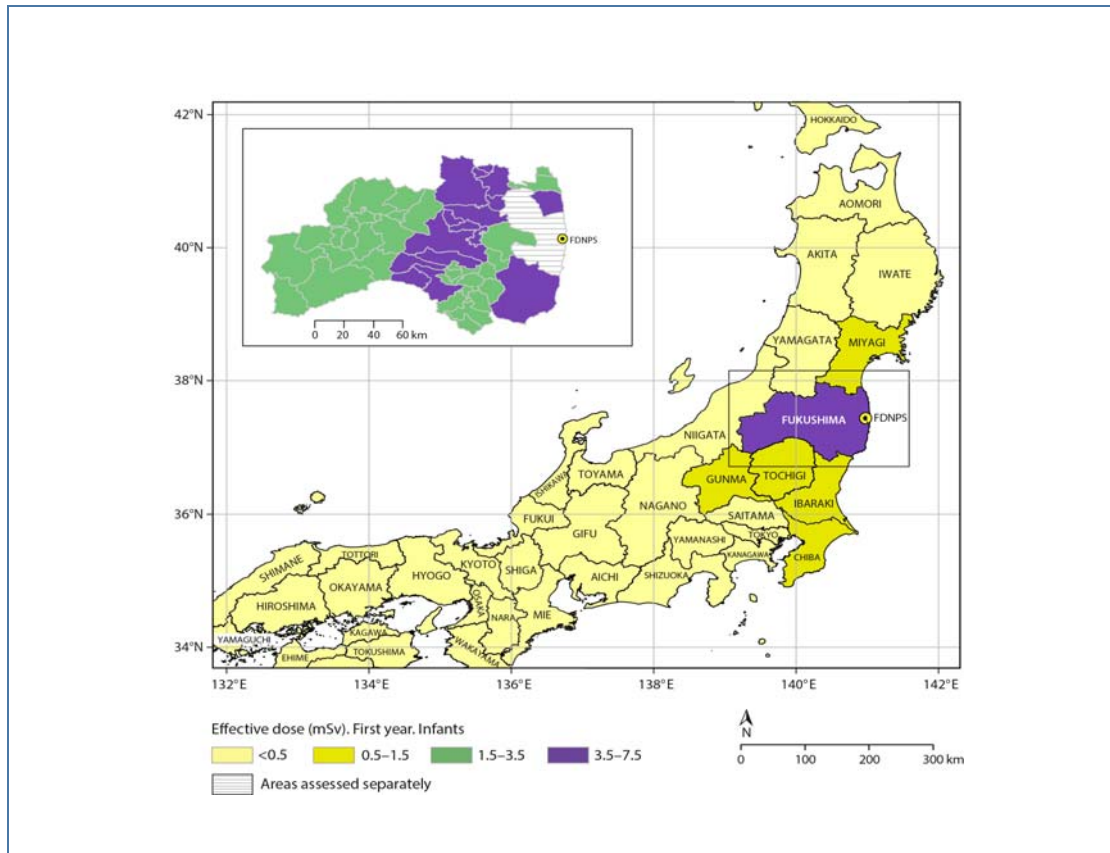 42°N
40°N
38°N
36°N
34°N
132°E
134°E
136°E
138°E
140°E
142°E
FDNPS
0 20 40 60 km
HOKKAIDO
AOMORI
AKITA
IWATE
YAMAGATA
MIYAGI
FUKUSHIMA
FDNPS
NIIGATA
GUNMA
TOCHIGI
IBARAKI
ISHIKAWA
TOYAMA
NAGANO
SAITAMA
FUKUI
GIFU
YAMANASHI
TOKYO
KANAGAWA
CHIBA
SHIMANE
TOTTORI
KYOTO
SHIGA
AICHI
SHIZUOKA
OKAYAMA
HYOGO
HIROSHIMA
OSAKA
NARA
MIE
YAMAGUCHI
KAGAWA
WAKAYAMA
EHIME
TOKUSHIMA
Effective dose (mSv). First year. Infants
<0.5
0.5–1.5
1.5–3.5
3.5–7.5
Areas assessed separately
N
0 100 200 300 km